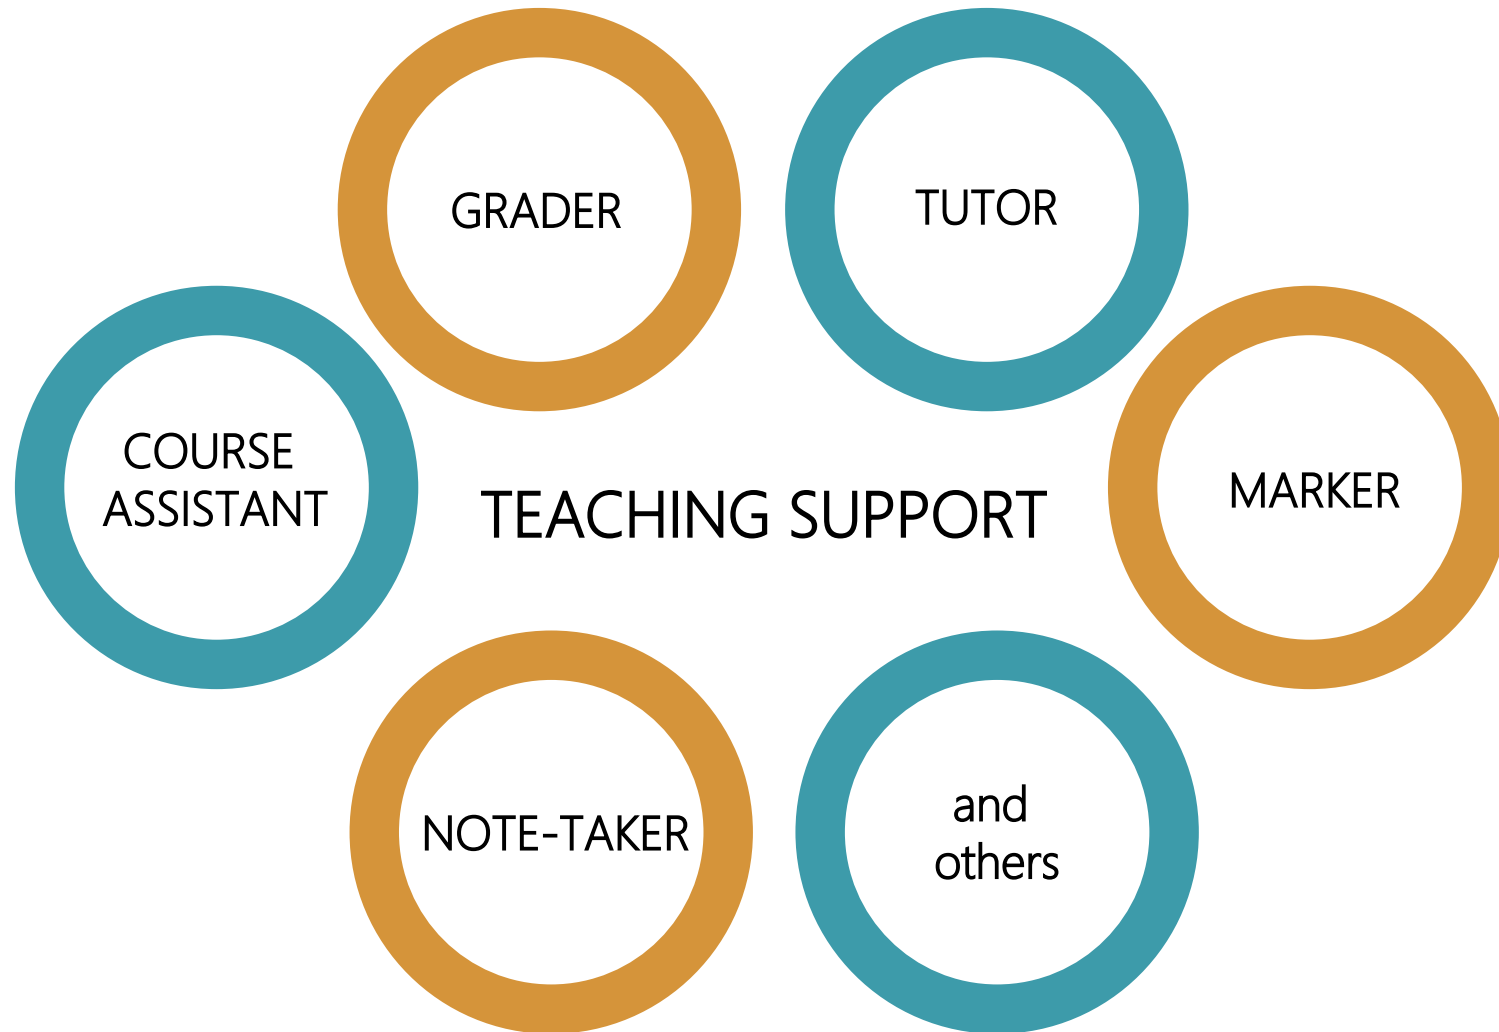 GRADER
TUTOR
COURSE
ASSISTANT
TEACHING SUPPORT
MARKER
NOTE-TAKER
and
others